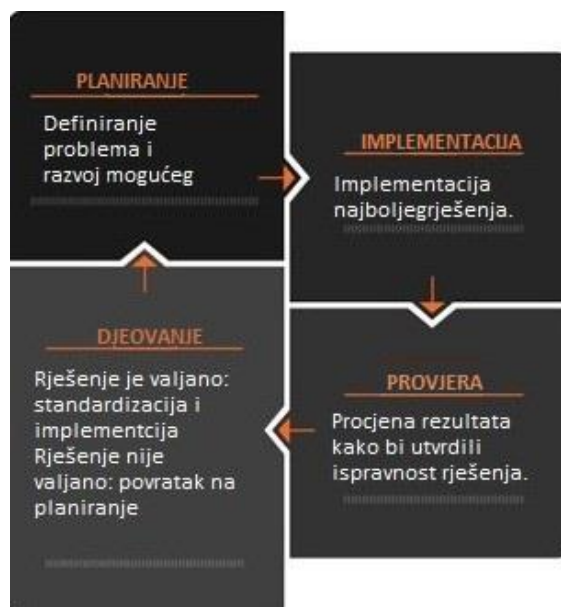 PLANIRANJE
Definiranje
problema i
razvoj mogućeg
IMPLEMENTACIJA
Implementacija
najboljegrješenja.
DJEOVANJE
Rješenje je valjano:
standardizacija i
implementcija
Rješenje nije
valjano: povratak na
planiranje
PROVJERA
Procjena rezultata
kako bi utvrdili
ispravnost rješenja.